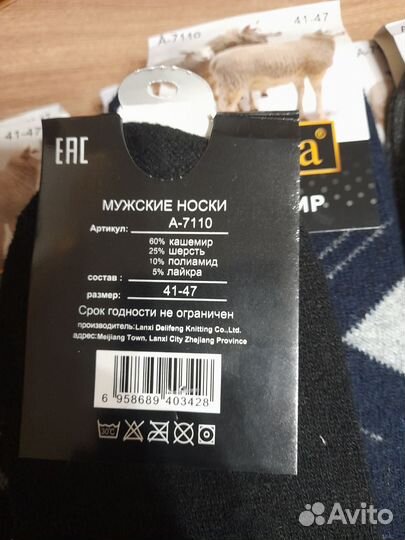 A-7110
41-47
41-47
a
ИР
EAC
МУЖСКИЕ НОСКИ
Артикул: A-7110
60% кашемир
25% шерсть
10% полиамид
состав : 5% лайкра
размер: 41-47
Срок годности не ограничен
производитель:Lanxi Delifeng Knitting Co.,Ltd.
адрес:Meijiang Town, Lanxi City Zhejiang Province
6 958689 403428
30°C
Avito